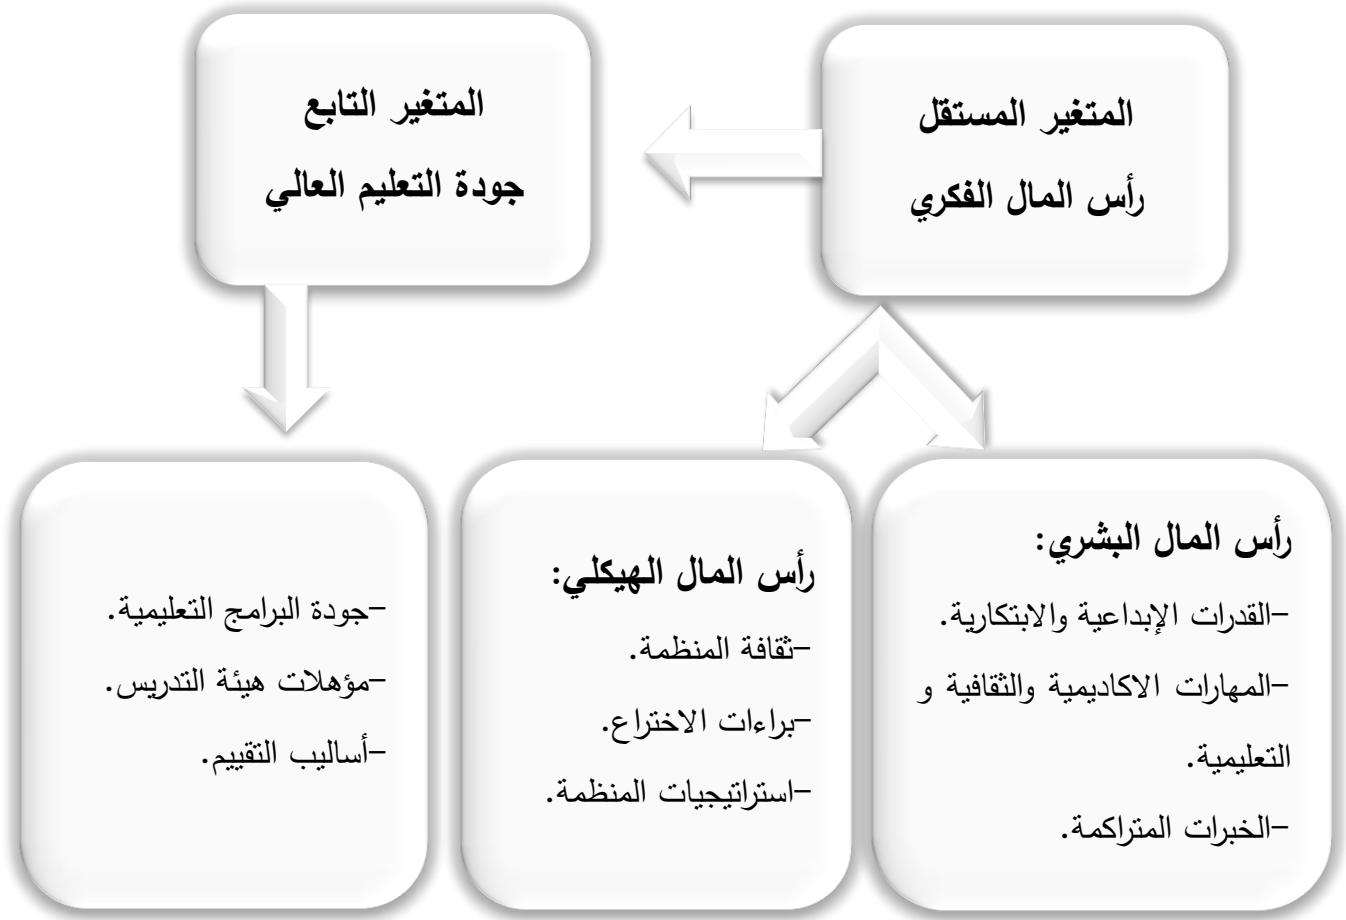 المتغير المستقل
رأس المال الفكري
المتغير التابع
جودة التعليم العالي
رأس المال البشري:
-القدرات الإبداعية والابتكارية.
-المهارات الاكاديمية والثقافية و
التعليمية.
-الخبرات المتراكمة.
رأس المال الهيكلي:
-ثقافة المنظمة.
-براءات الاختراع.
-استراتيجيات المنظمة.
-جودة البرامج التعليمية.
-مؤهلات هيئة التدريس.
-أساليب التقييم.